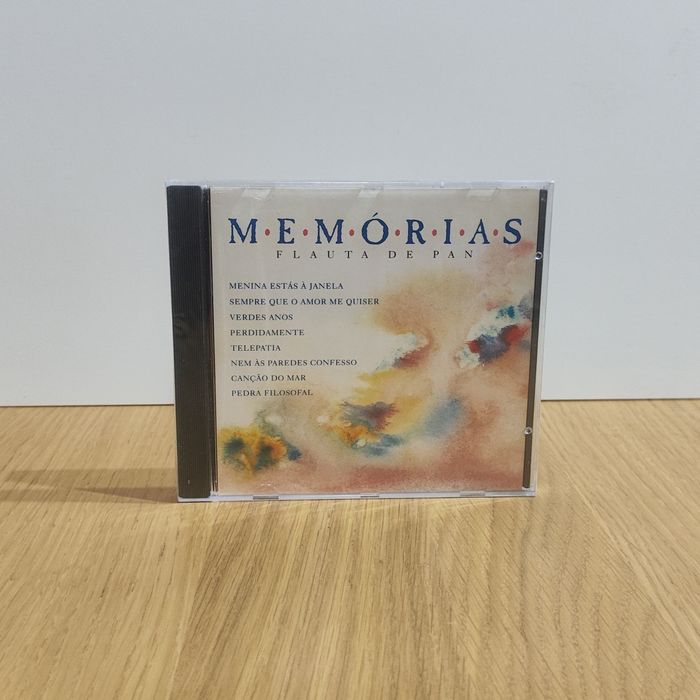 M·E·M·Ó·R·I·A·S
FLAUTA DE PAN
MENINA ESTÁS À JANELA
SEMPRE QUE O AMOR ME QUISER
VERDES ANOS
PERDIDAMENTE
TELEPATIA
NEM ÀS PAREDES CONFESSO
CANÇÃO DO MAR
PEDRA FILOSOFAL